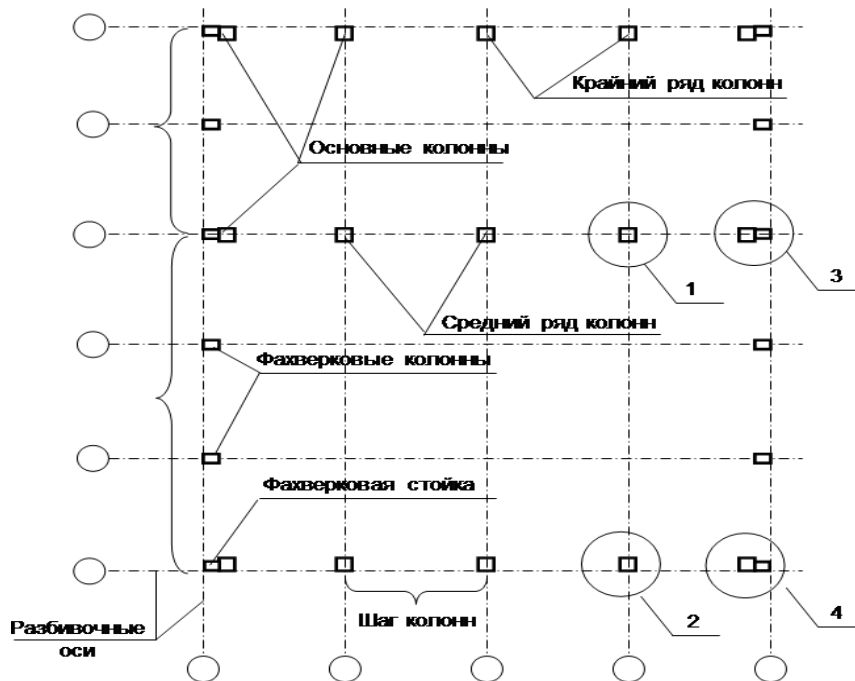 Крайний ряд колонн
Основные колонны
1
3
Средний ряд колонн
Фахверковые колонны
Фахверковая стойка
Шаг колонн
2
4
Разбивочные
оси